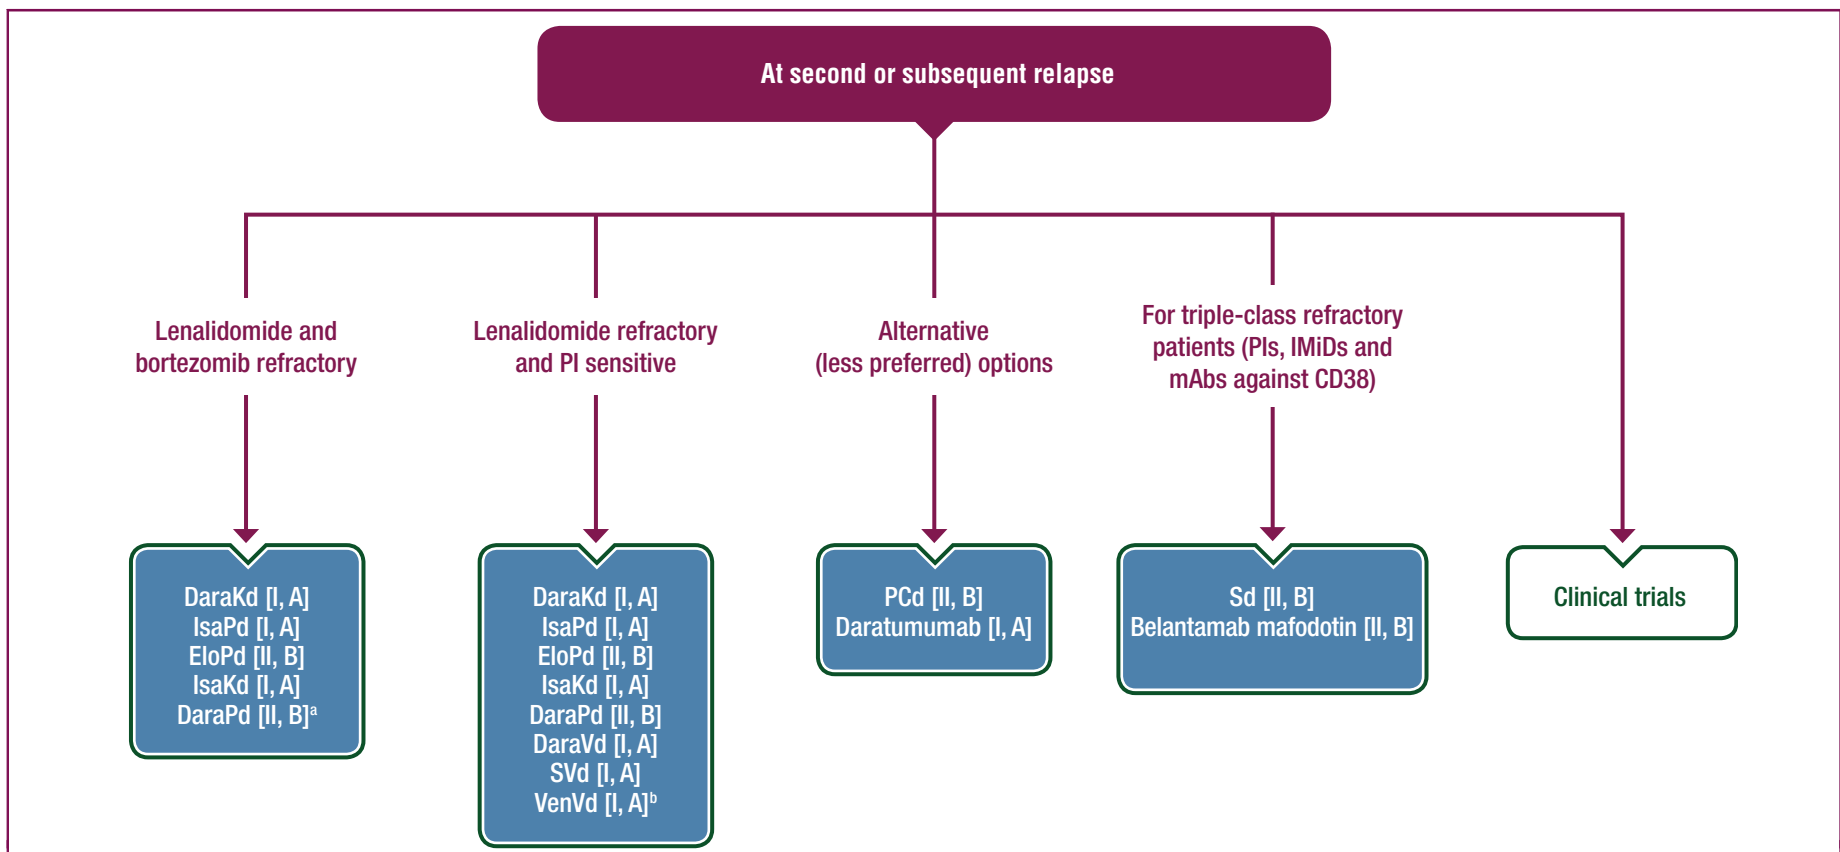 At second or subsequent relapse
Lenalidomide and
bortezomib refractory
Lenalidomide refractory
and PI sensitive
Alternative
(less preferred) options
For triple-class refractory
patients (PIs, IMiDs and
mAbs against CD38)
DaraKd [I, A]
IsaPd [I, A]
EloPd [II, B]
IsaKd [I, A]
DaraPd [II, B]ᵃ
DaraKd [I, A]
IsaPd [I, A]
EloPd [II, B]
IsaKd [I, A]
DaraPd [II, B]
DaraVd [I, A]
SVd [I, A]
VenVd [I, A]ᵇ
PCd [II, B]
Daratumumab [I, A]
Sd [II, B]
Belantamab mafodotin [II, B]
Clinical trials